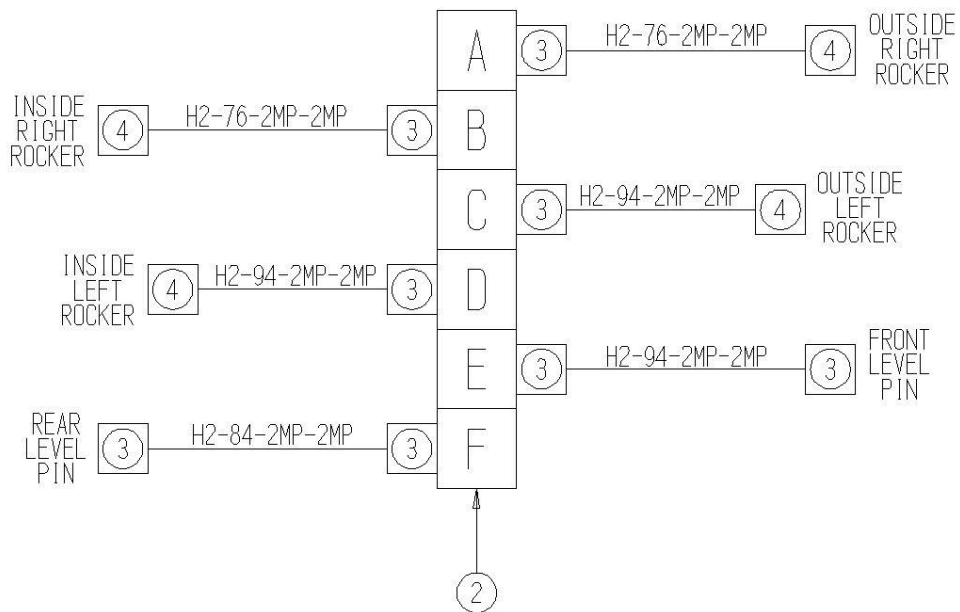 A
3
H2-76-2MP-2MP
4
OUTSIDE
RIGHT
ROCKER
INSIDE
RIGHT
ROCKER
4
H2-76-2MP-2MP
3
B
C
3
H2-94-2MP-2MP
4
OUTSIDE
LEFT
ROCKER
INSIDE
LEFT
ROCKER
4
H2-94-2MP-2MP
3
D
E
3
H2-94-2MP-2MP
3
FRONT
LEVEL
PIN
REAR
LEVEL
PIN
3
H2-84-2MP-2MP
3
F
2